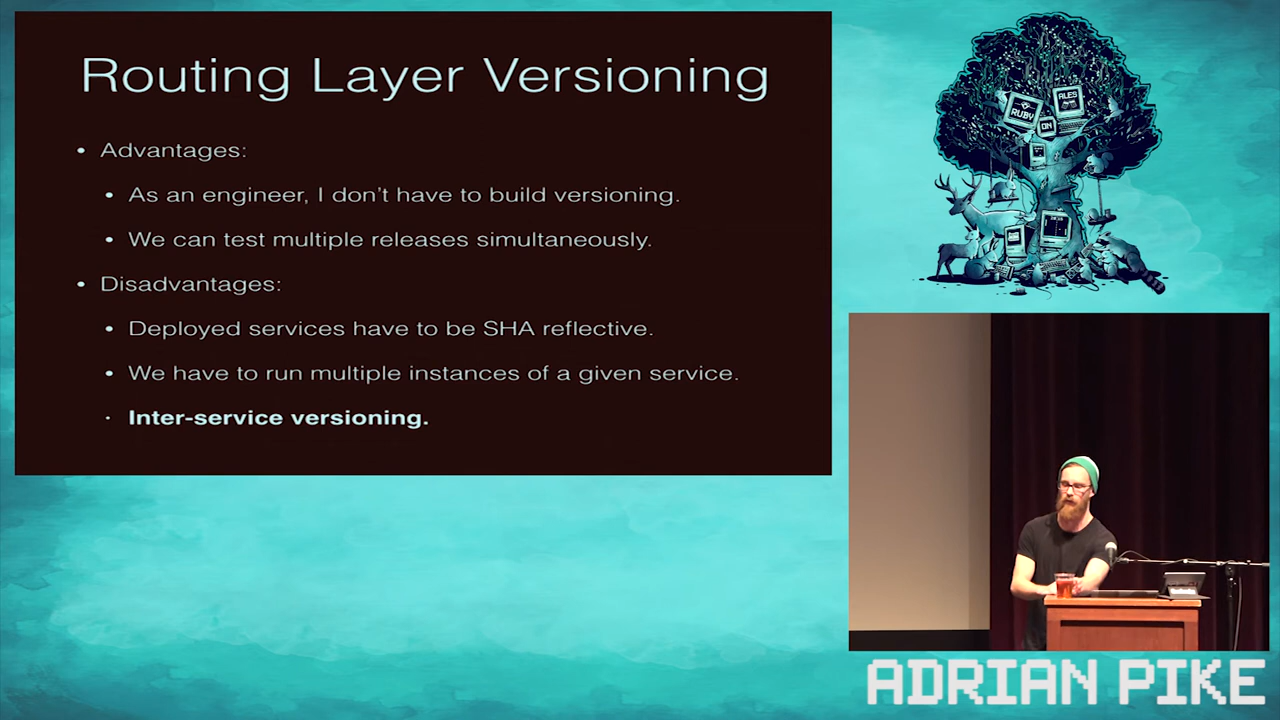 Routing Layer Versioning
• Advantages:
• As an engineer, I don't have to build versioning.
• We can test multiple releases simultaneously.
• Disadvantages:
• Deployed services have to be SHA reflective.
• We have to run multiple instances of a given service.
• Inter-service versioning.
RUBY
ON
ALES
ADRIAN PIKE